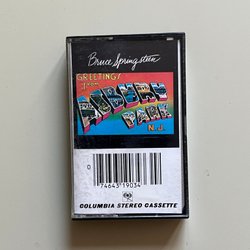 Bruce Springsteen
GREETINGS
from
ASBURY
PARK
N.J.
0
74643 19034
COLUMBIA STEREO CASSETTE